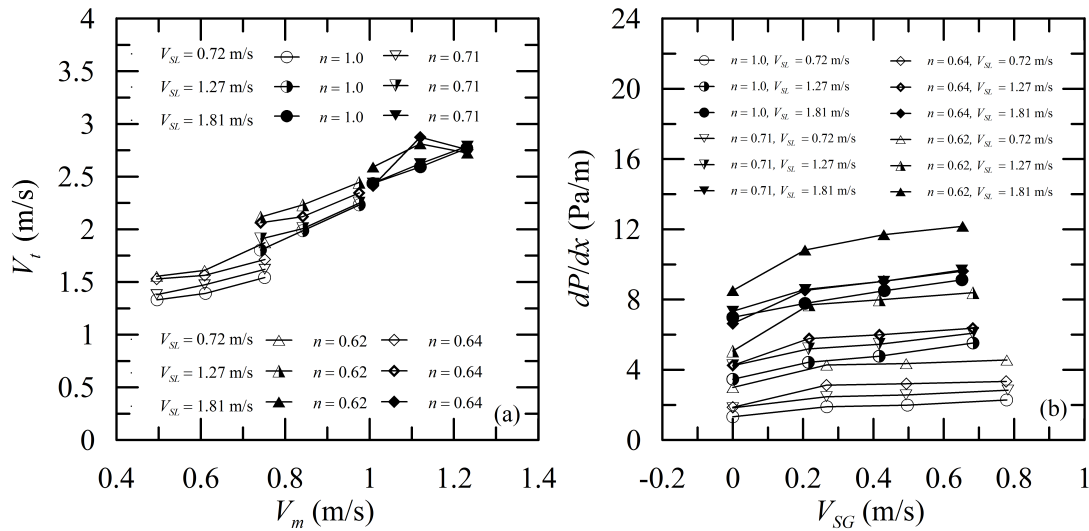 4
3.5
3
2.5
2
1.5
1
0.5
0
V_t (m/s)
V_SL = 0.72 m/s n = 1.0 n = 0.71
V_SL = 1.27 m/s n = 1.0 n = 0.71
V_SL = 1.81 m/s n = 1.0 n = 0.71
V_SL = 0.72 m/s n = 0.62 n = 0.64
V_SL = 1.27 m/s n = 0.62 n = 0.64
V_SL = 1.81 m/s n = 0.62 n = 0.64
(a)
0.4 0.6 0.8 1 1.2 1.4
V_m (m/s)
24
20
16
12
8
4
0
dP/dx (Pa/m)
n = 1.0, V_SL = 0.72 m/s n = 0.64, V_SL = 0.72 m/s
n = 1.0, V_SL = 1.27 m/s n = 0.64, V_SL = 1.27 m/s
n = 1.0, V_SL = 1.81 m/s n = 0.64, V_SL = 1.81 m/s
n = 0.71, V_SL = 0.72 m/s n = 0.62, V_SL = 0.72 m/s
n = 0.71, V_SL = 1.27 m/s n = 0.62, V_SL = 1.27 m/s
n = 0.71, V_SL = 1.81 m/s n = 0.62, V_SL = 1.81 m/s
(b)
-0.2 0 0.2 0.4 0.6 0.8 1
V_SG (m/s)